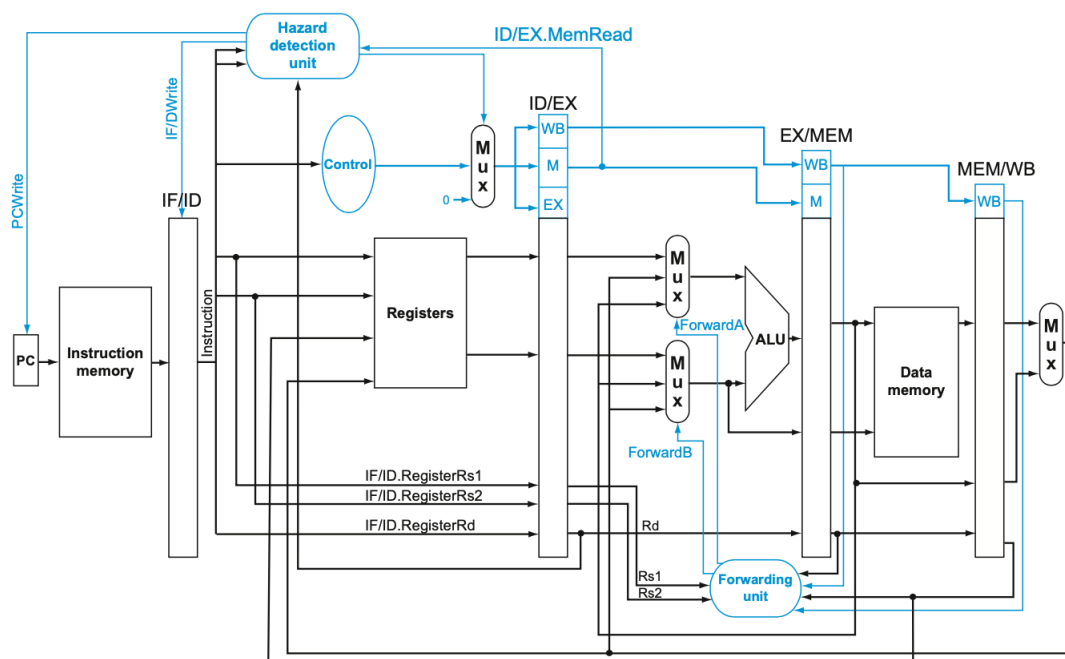 Hazard
detection
unit
ID/EX.MemRead
PCWrite
IF/DWrite
ID/EX
EX/MEM
MEM/WB
IF/ID
Control
M
u
x
0
WB
M
EX
WB
M
WB
PC
Instruction
memory
Instruction
Registers
M
u
x
ForwardA
M
u
x
ForwardB
ALU
Data
memory
M
u
x
IF/ID.RegisterRs1
IF/ID.RegisterRs2
IF/ID.RegisterRd
Rd
Rs1
Rs2
Forwarding
unit